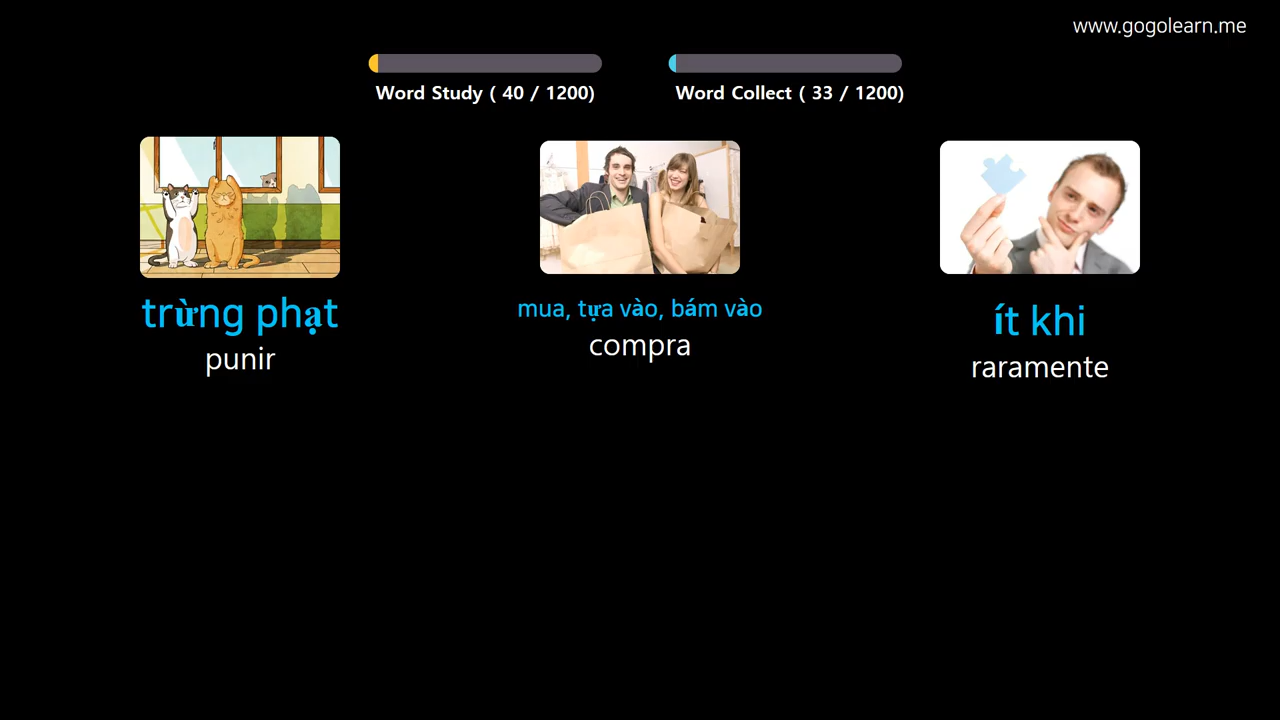 www.gogolearn.me
Word Study ( 40 / 1200)
Word Collect ( 33 / 1200)
trừng phạt
punir
mua, tựa vào, bám vào
compra
ít khi
raramente